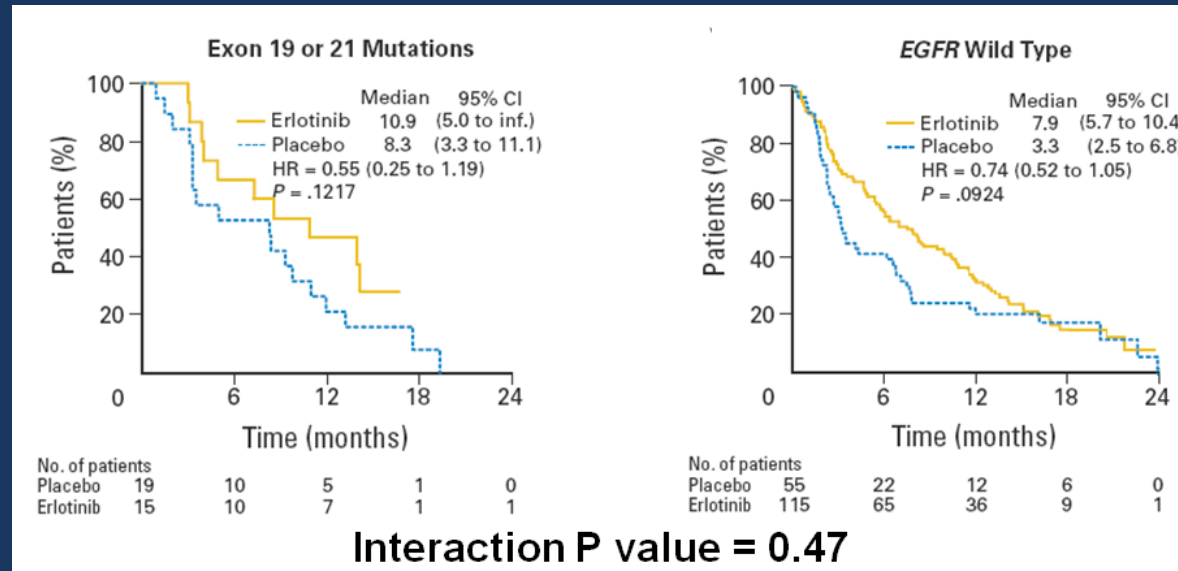 Exon 19 or 21 Mutations
Median 95% CI
Erlotinib 10.9 (5.0 to inf.)
Placebo 8.3 (3.3 to 11.1)
HR = 0.55 (0.25 to 1.19)
P = .1217
Patients (%)
100
80
60
40
20
0 6 12 18 24
Time (months)
No. of patients
Placebo 19 10 5 1 0
Erlotinib 15 10 7 1 1
EGFR Wild Type
Median 95% CI
Erlotinib 7.9 (5.7 to 10.4
Placebo 3.3 (2.5 to 6.8)
HR = 0.74 (0.52 to 1.05)
P = .0924
Patients (%)
100
80
60
40
20
0 6 12 18 24
Time (months)
No. of patients
Placebo 55 22 12 6 0
Erlotinib 115 65 36 9 1
Interaction P value = 0.47